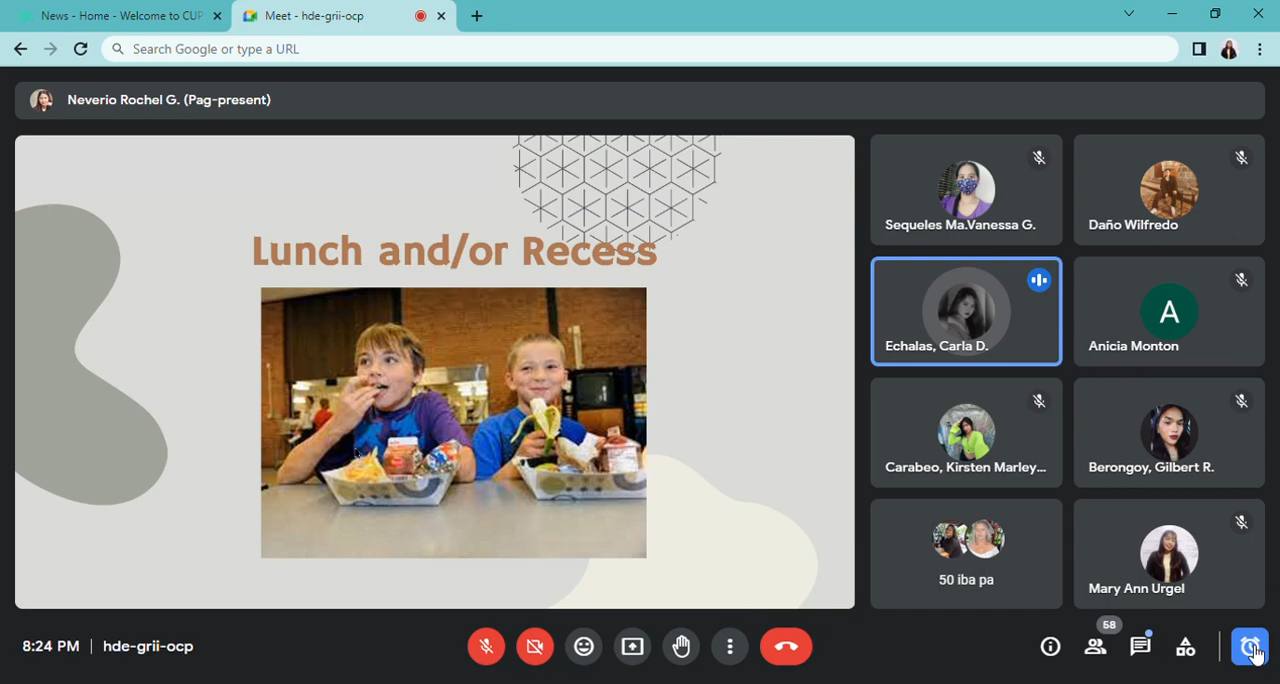 News - Home - Welcome to CUP
Meet - hde-grii-ocp
Search Google or type a URL
Neverio Rochel G. (Pag-present)
Lunch and/or Recess
Sequeles Ma.Vanessa G.
Daño Wilfredo
Echalas, Carla D.
A
Anicia Monton
Carabeo, Kirsten Marley...
Berongoy, Gilbert R.
50 iba pa
Mary Ann Urgel
8:24 PM | hde-grii-ocp
58